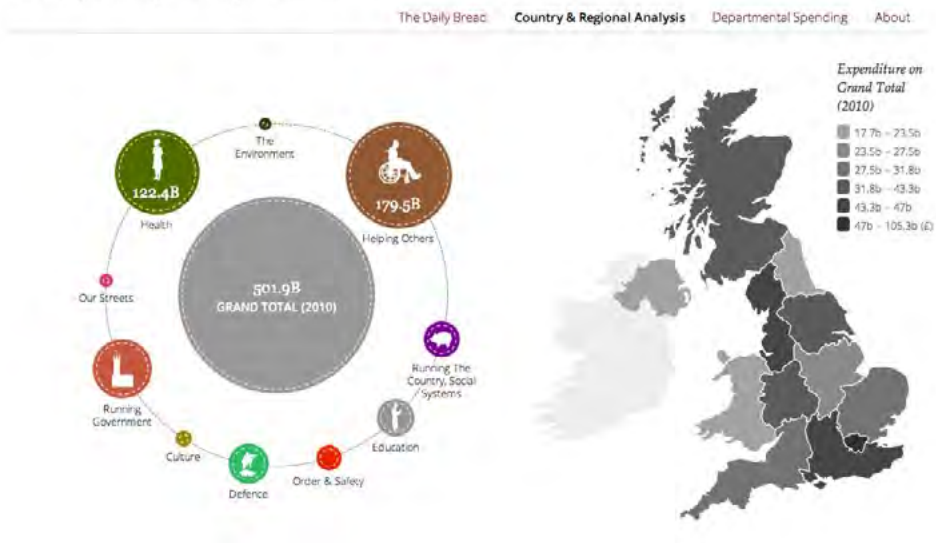 The Daily Bread
Country & Regional Analysis
Departmental Spending
About
The
Environment
122.4B
Health
179.5B
Helping Others
501.9B
GRAND TOTAL (2010)
Our Streets
Running
Government
Culture
Defence
Order & Safety
Education
Running The
Country, Social
Systems
Expenditure on
Grand Total
(2010)
17.7b – 23.5b
23.5b – 27.5b
27.5b – 31.8b
31.8b – 43.3b
43.3b – 47b
47b – 105.3b (£)